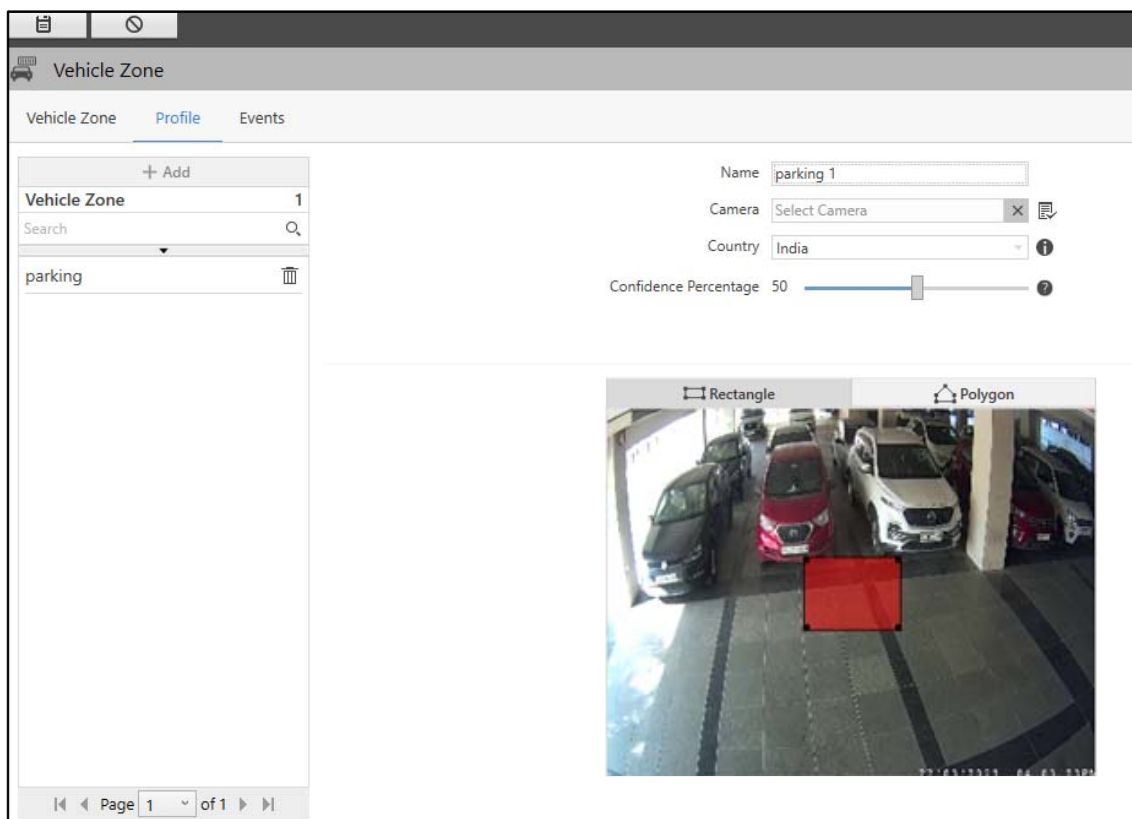 Vehicle Zone
Vehicle Zone Profile Events
+ Add
Vehicle Zone 1
Search
parking
Page 1 of 1
Name parking 1
Camera Select Camera
Country India
Confidence Percentage 50
Rectangle Polygon